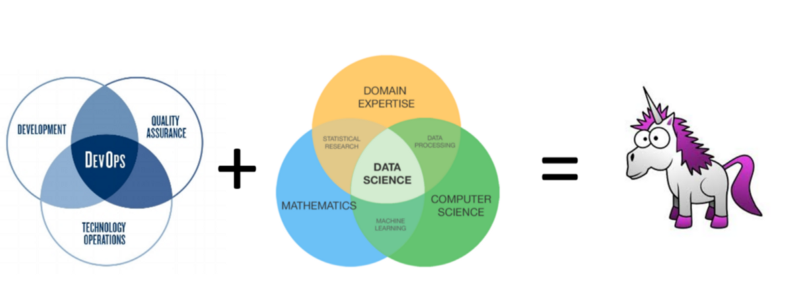 DEVELOPMENT
QUALITY
ASSURANCE
DEVOPS
TECHNOLOGY
OPERATIONS
+
DOMAIN
EXPERTISE
STATISTICAL
RESEARCH
DATA
PROCESSING
DATA
SCIENCE
MATHEMATICS
COMPUTER
SCIENCE
MACHINE
LEARNING
=